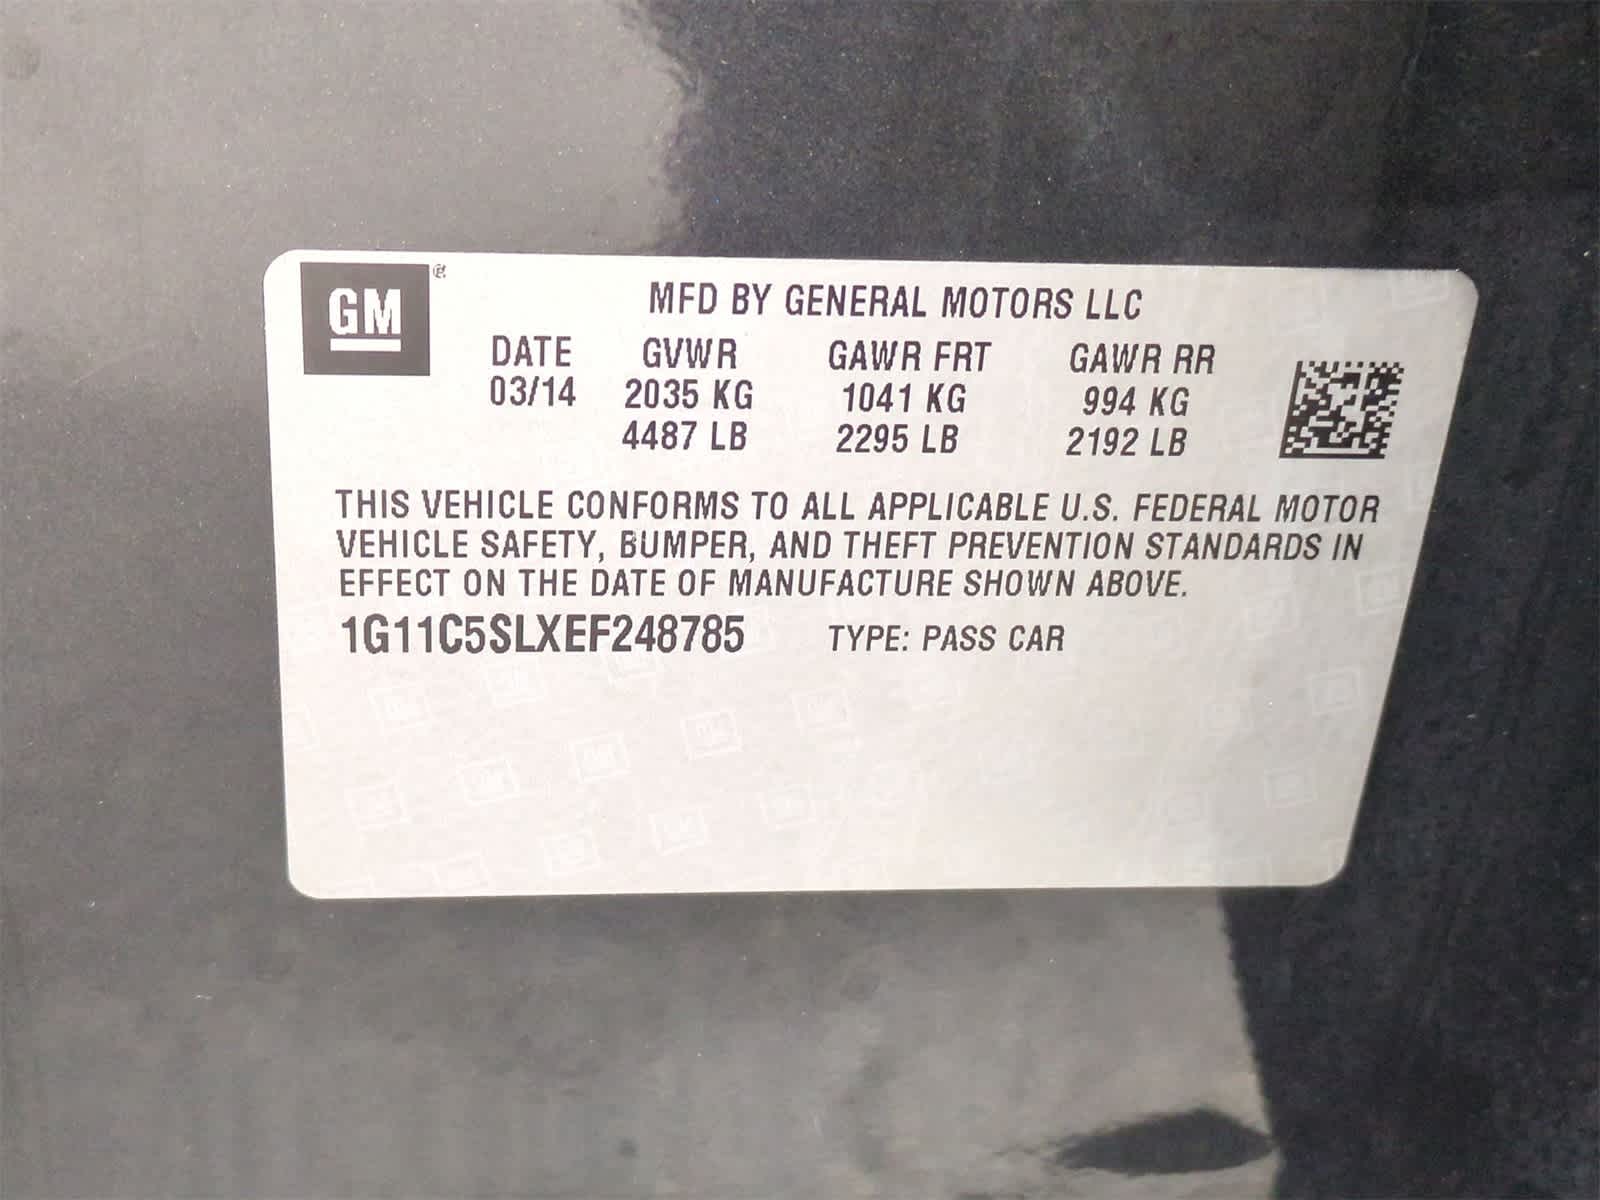 GM
MFD BY GENERAL MOTORS LLC
DATE GVWR GAWR FRT GAWR RR
03/14 2035 KG 1041 KG 994 KG
4487 LB 2295 LB 2192 LB
THIS VEHICLE CONFORMS TO ALL APPLICABLE U.S. FEDERAL MOTOR
VEHICLE SAFETY, BUMPER, AND THEFT PREVENTION STANDARDS IN
EFFECT ON THE DATE OF MANUFACTURE SHOWN ABOVE.
1G11C5SLXEF248785 TYPE: PASS CAR